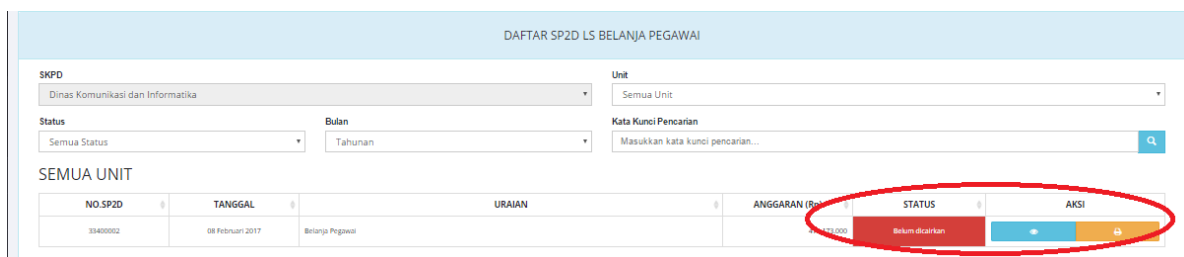 DAFTAR SP2D LS BELANJA PEGAWAI
SKPD Unit
Dinas Komunikasi dan Informatika Semua Unit
Status Bulan Kata Kunci Pencarian
Semua Status Tahunan Masukkan kata kunci pencarian...
SEMUA UNIT
NO.SP2D TANGGAL URAIAN ANGGARAN (Rp) STATUS AKSI
33400002 08 Februari 2017 Belanja Pegawai Belum dicairkan